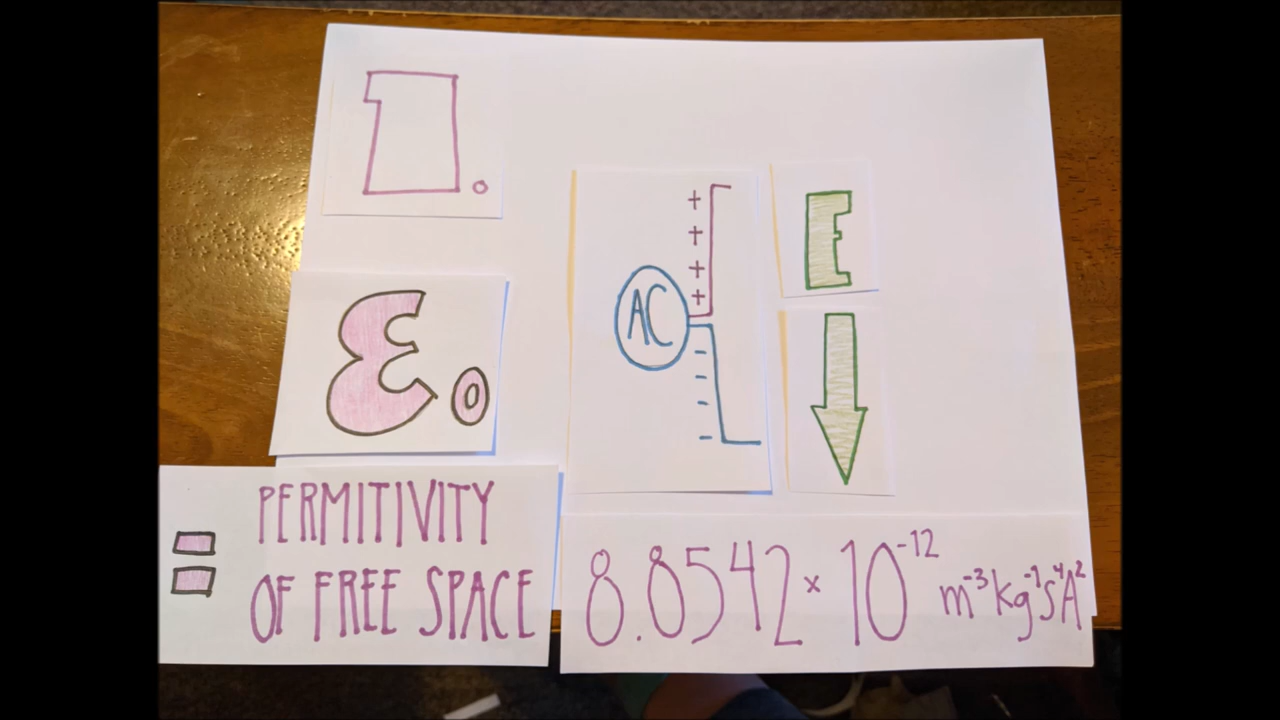 1.
ε₀
= PERMITIVITY
OF FREE SPACE
+
+
+
+
AC
-
-
-
-
E
8.8542 × 10⁻¹² m⁻³kg⁻¹s⁴A²